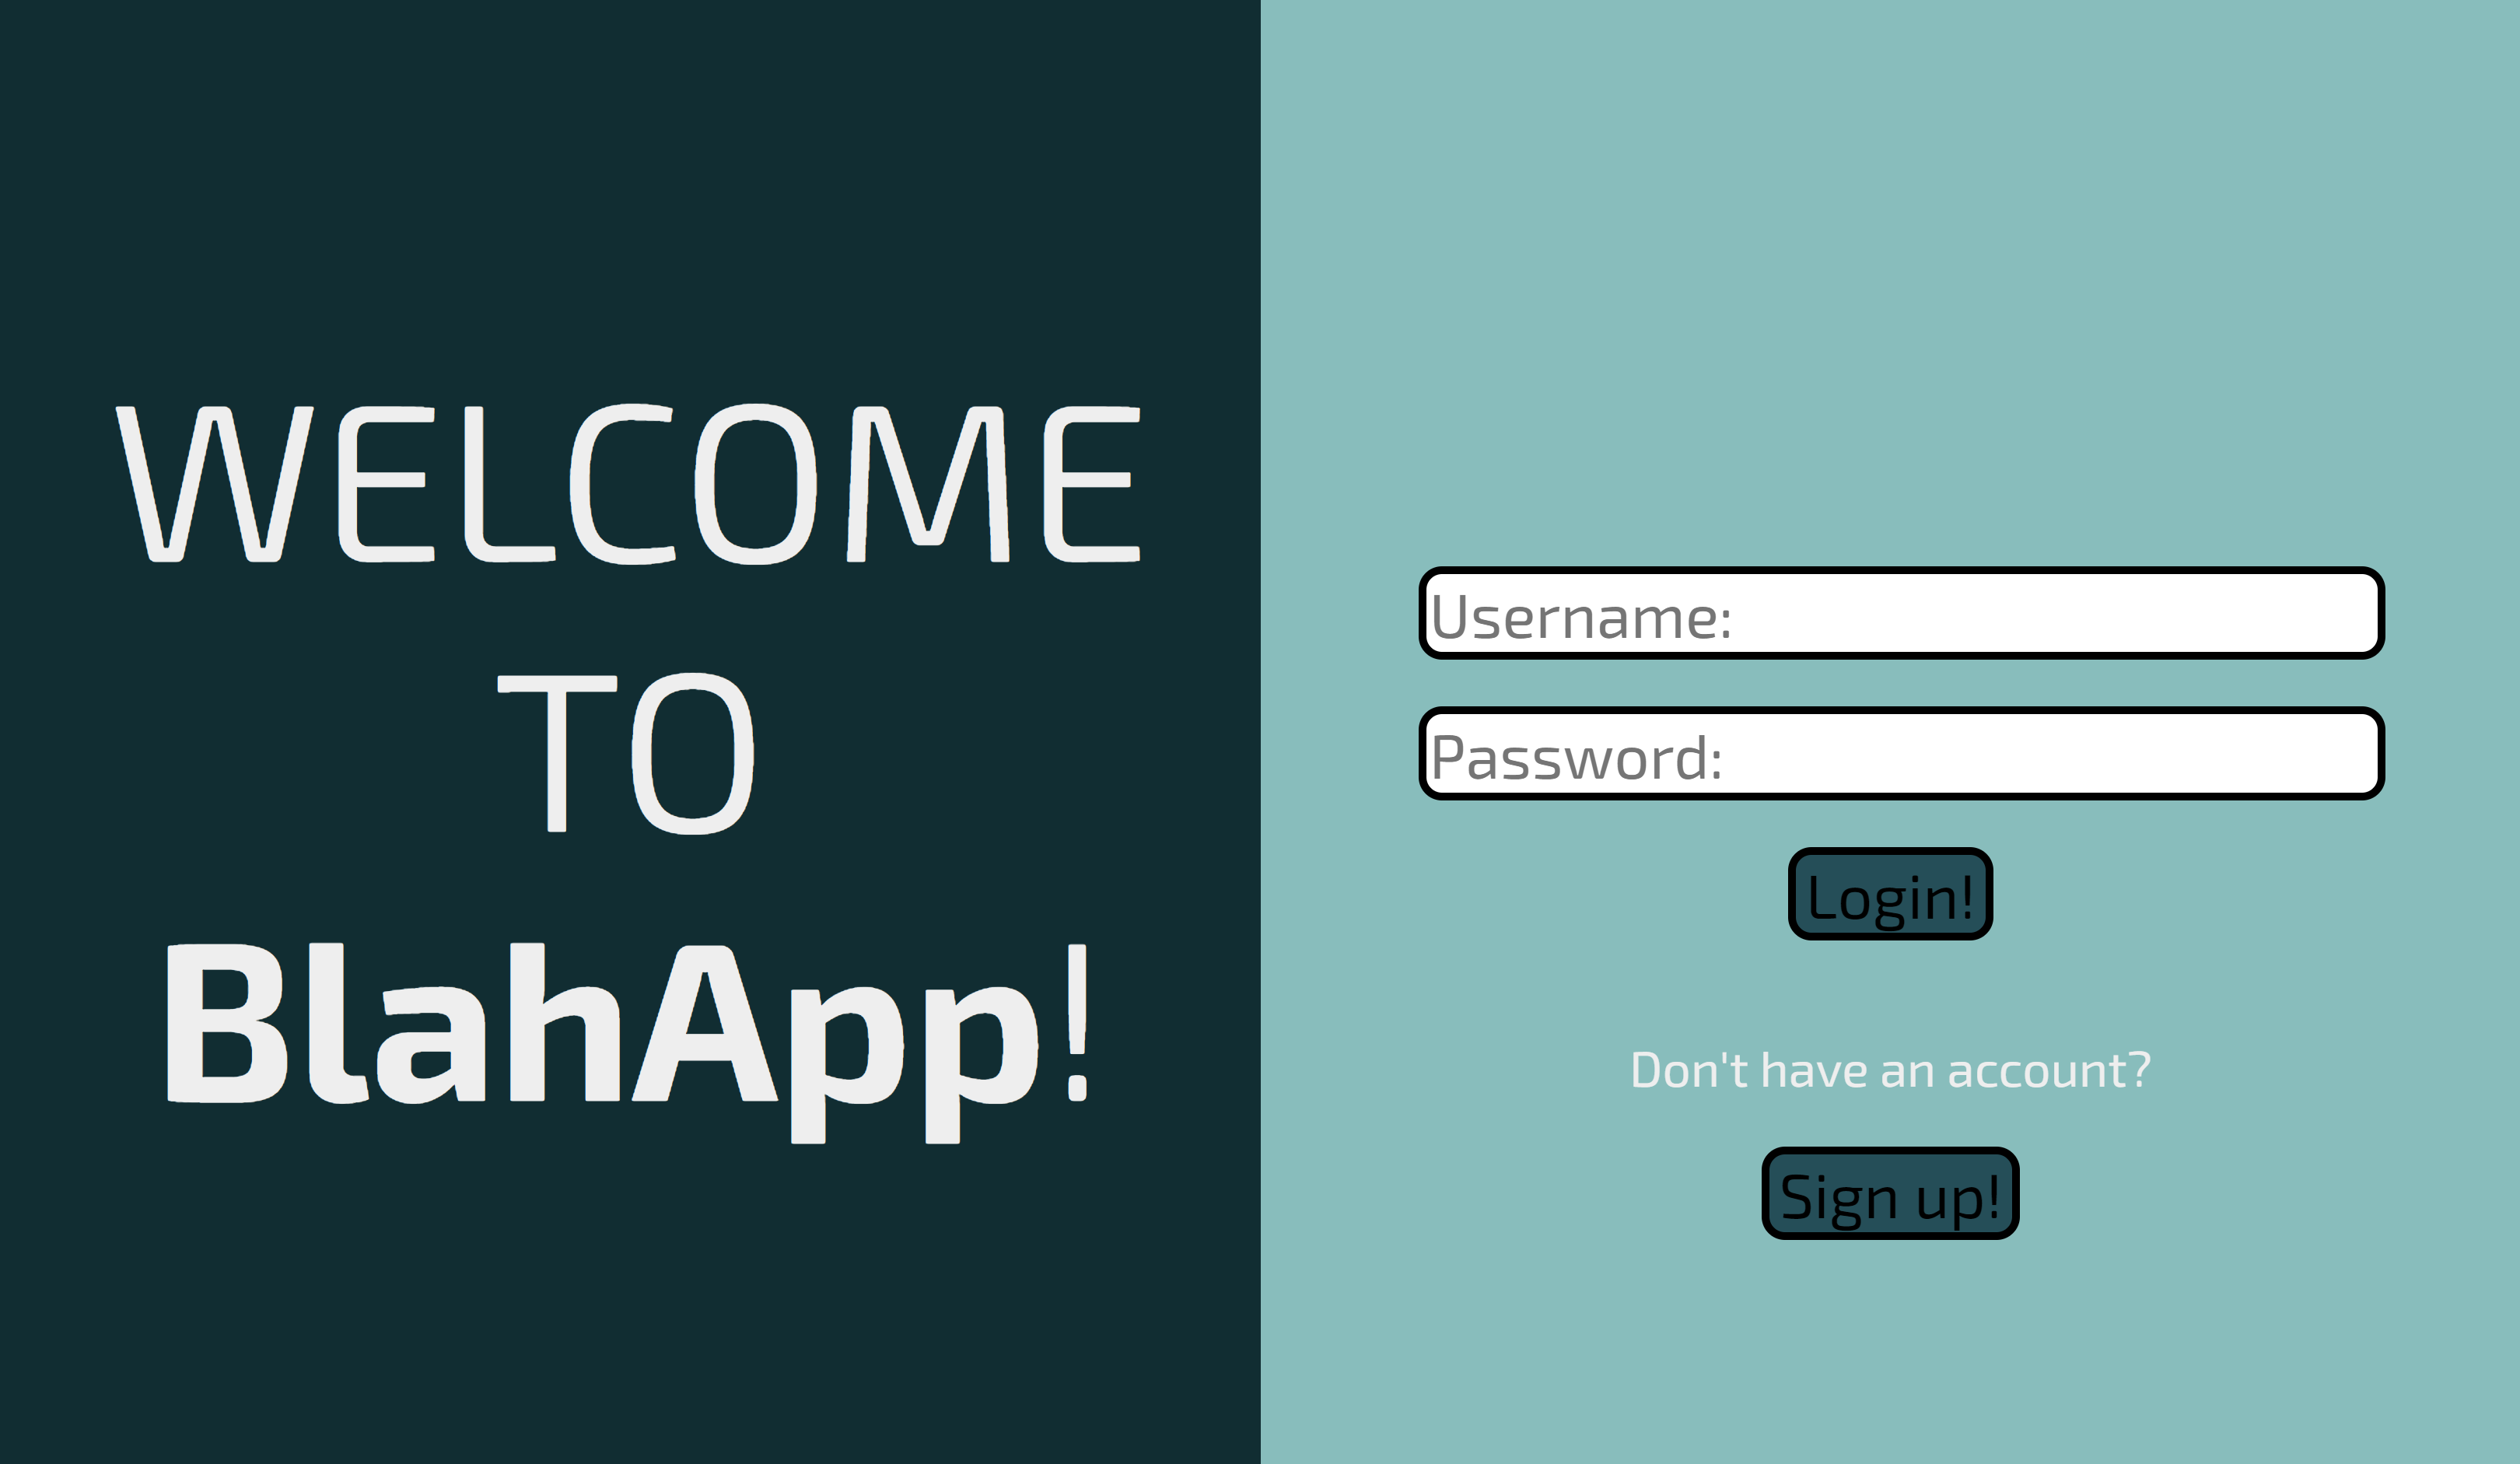 WELCOME
TO
BlahApp!
Username:
Password:
Login!
Don't have an account?
Sign up!